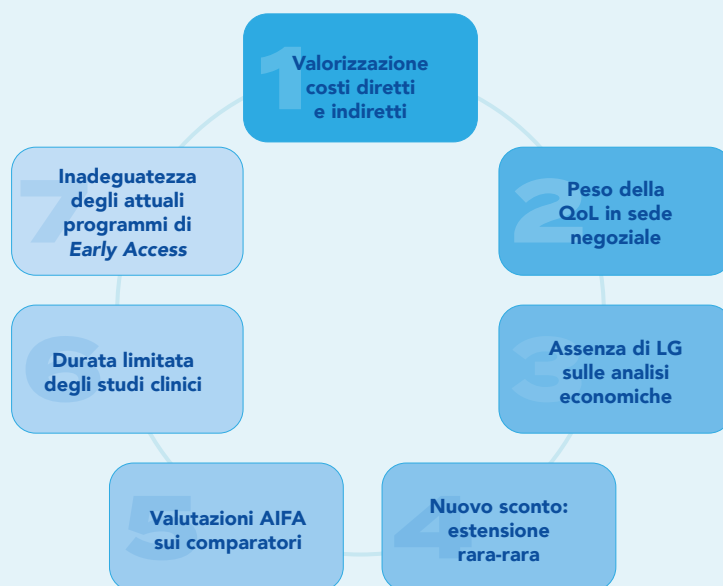 1
Valorizzazione
costi diretti
e indiretti
2
Peso della
QoL in sede
negoziale
3
Assenza di LG
sulle analisi
economiche
4
Nuovo sconto:
estensione
rara-rara
5
Valutazioni AIFA
sui comparatori
6
Durata limitata
degli studi clinici
7
Inadeguatezza
degli attuali
programmi di
Early Access